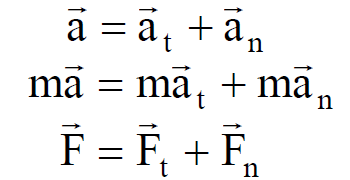 a⃗ = a⃗ₜ + a⃗ₙ
ma⃗ = ma⃗ₜ + ma⃗ₙ
F⃗ = F⃗ₜ + F⃗ₙ